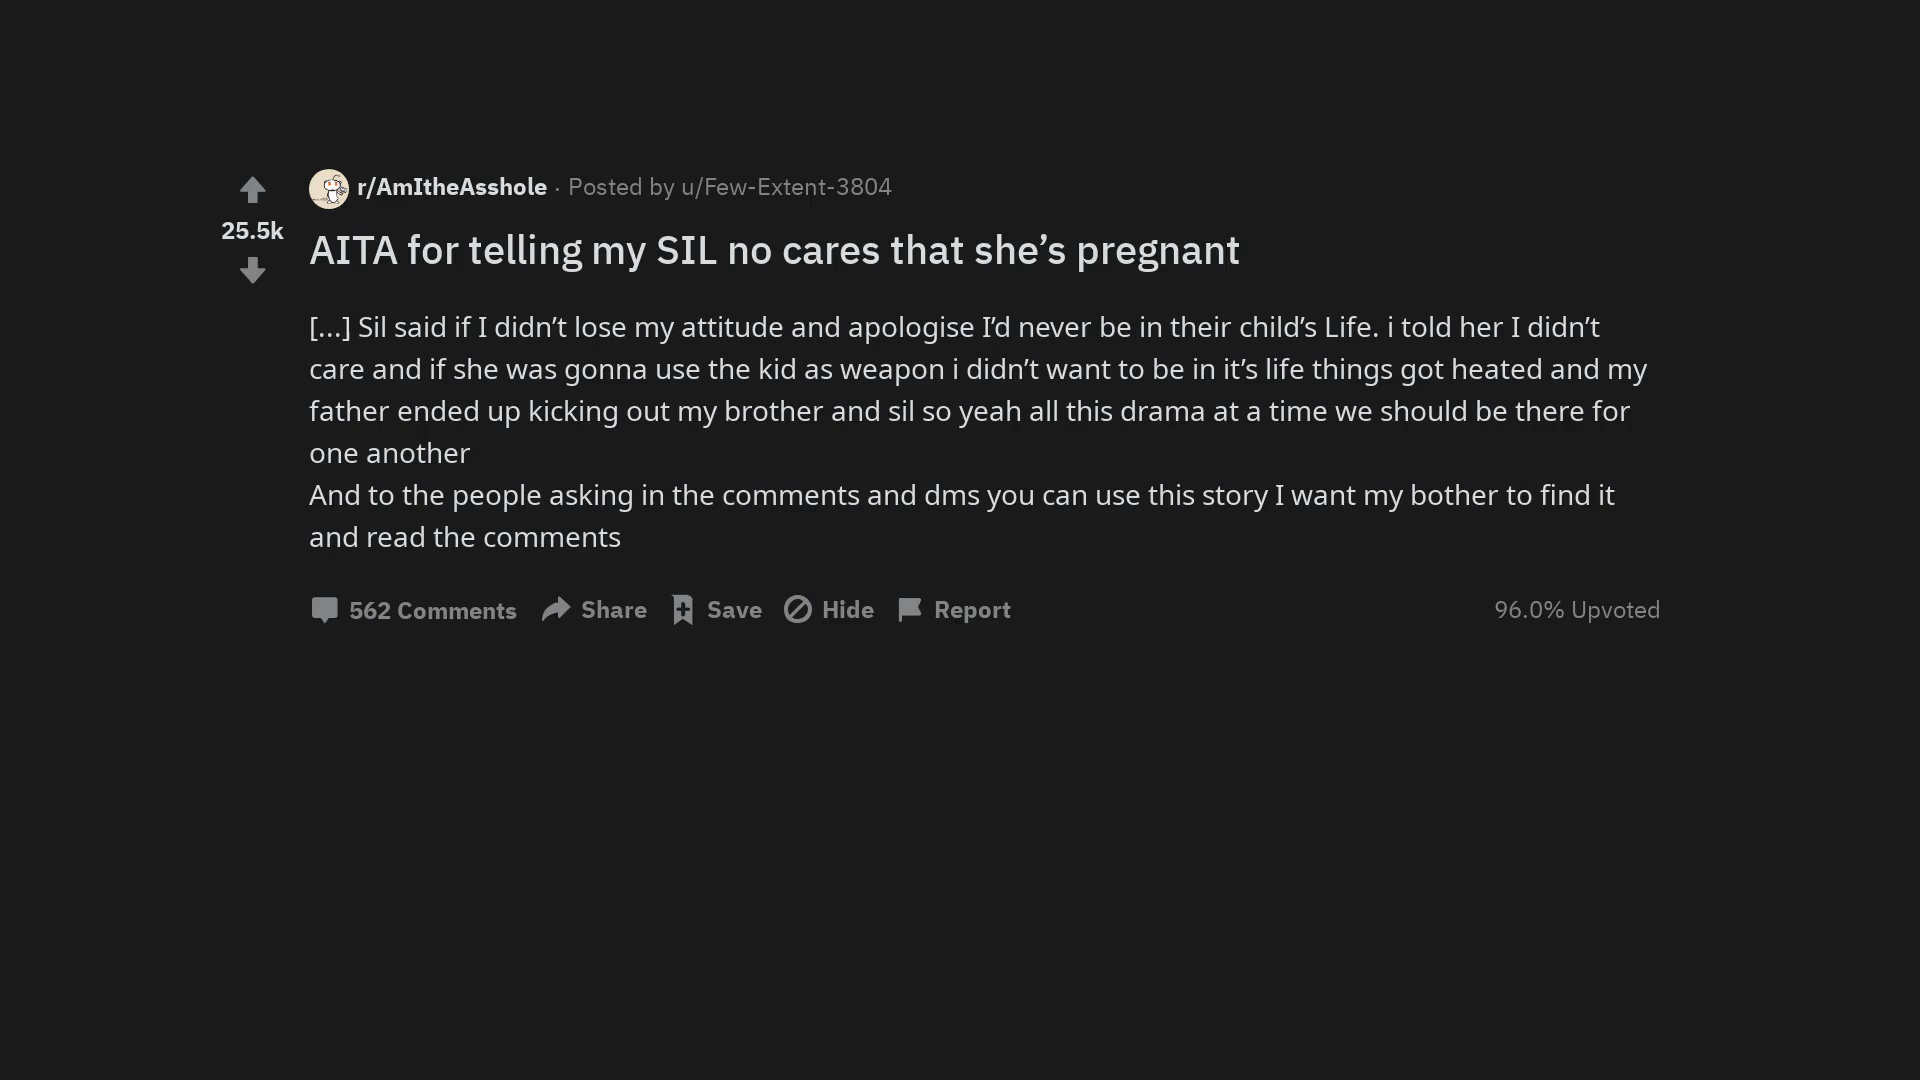 r/AmItheAsshole · Posted by u/Few-Extent-3804
25.5k
AITA for telling my SIL no cares that she’s pregnant
[...] Sil said if I didn’t lose my attitude and apologise I’d never be in their child’s Life. i told her I didn’t
care and if she was gonna use the kid as weapon i didn’t want to be in it’s life things got heated and my
father ended up kicking out my brother and sil so yeah all this drama at a time we should be there for
one another
And to the people asking in the comments and dms you can use this story I want my bother to find it
and read the comments
562 Comments Share Save Hide Report 96.0% Upvoted